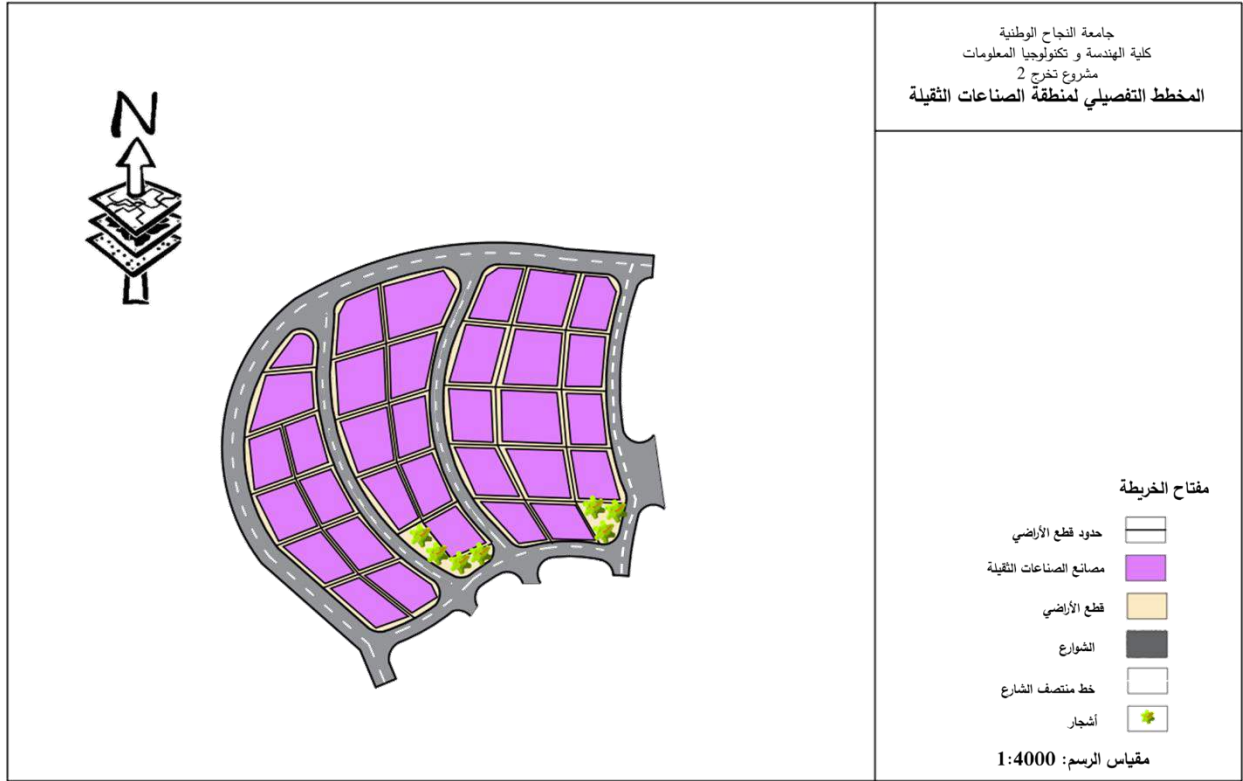 جامعة النجاح الوطنية
كلية الهندسة و تكنولوجيا المعلومات
مشروع تخرج 2
المخطط التفصيلي لمنطقة الصناعات الثقيلة
N
مفتاح الخريطة
حدود قطع الأراضي
مصانع الصناعات الثقيلة
قطع الأراضي
الشوارع
خط منتصف الشارع
أشجار
مقياس الرسم: 1:4000